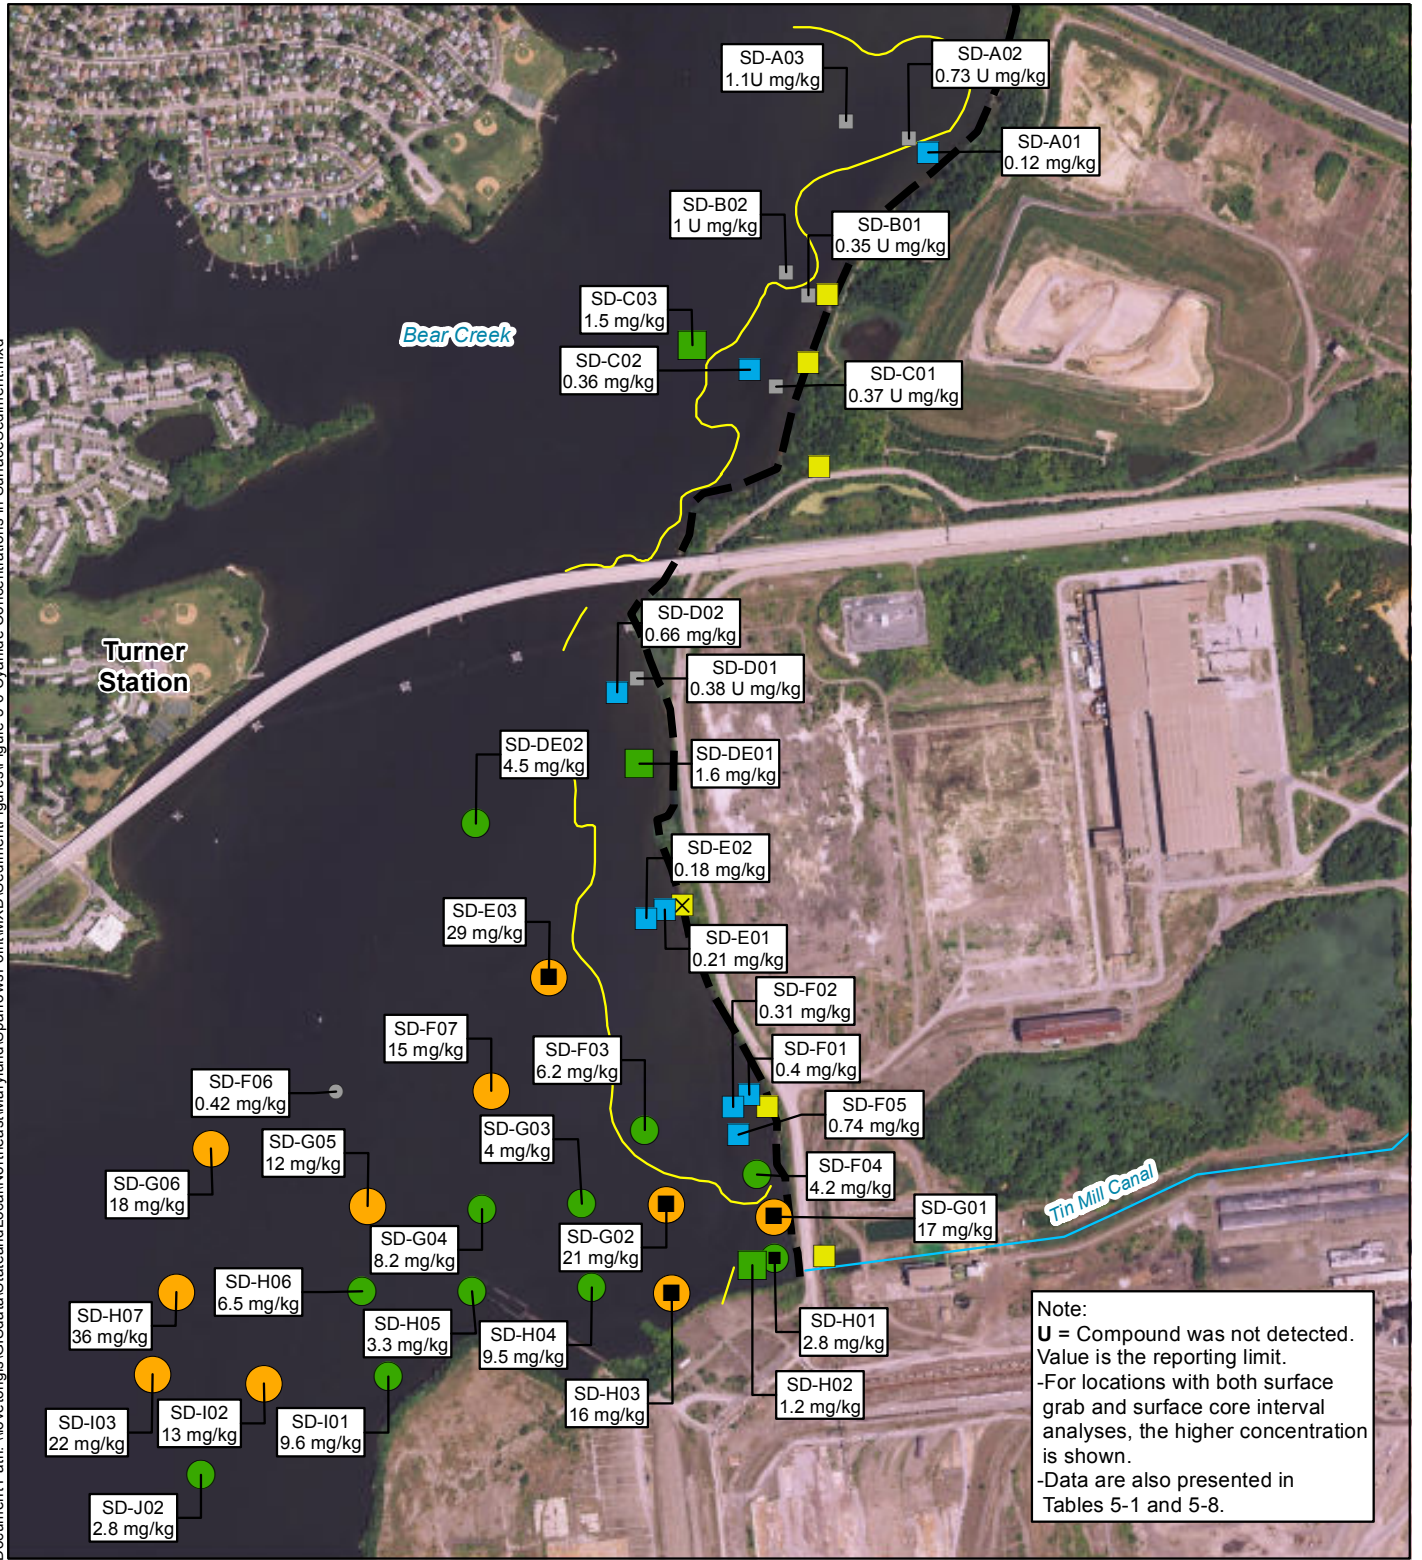 SD-A03
1.1U mg/kg
SD-A02
0.73 U mg/kg
SD-A01
0.12 mg/kg
SD-B02
1 U mg/kg
SD-B01
0.35 U mg/kg
SD-C03
1.5 mg/kg
Bear Creek
SD-C02
0.36 mg/kg
SD-C01
0.37 U mg/kg
SD-D02
0.66 mg/kg
Turner
Station
SD-D01
0.38 U mg/kg
SD-DE02
4.5 mg/kg
SD-DE01
1.6 mg/kg
SD-E02
0.18 mg/kg
SD-E03
29 mg/kg
SD-E01
0.21 mg/kg
SD-F02
0.31 mg/kg
SD-F07
15 mg/kg
SD-F03
6.2 mg/kg
SD-F01
0.4 mg/kg
SD-F06
0.42 mg/kg
SD-F05
0.74 mg/kg
SD-G03
4 mg/kg
SD-G05
12 mg/kg
SD-F04
4.2 mg/kg
SD-G06
18 mg/kg
Tin Mill Canal
SD-G01
17 mg/kg
SD-G04
8.2 mg/kg
SD-G02
21 mg/kg
SD-H06
6.5 mg/kg
SD-H07
36 mg/kg
SD-H05
3.3 mg/kg
SD-H04
9.5 mg/kg
SD-H01
2.8 mg/kg
SD-H03
16 mg/kg
SD-H02
1.2 mg/kg
SD-I03
22 mg/kg
SD-I02
13 mg/kg
SD-I01
9.6 mg/kg
SD-J02
2.8 mg/kg
Note:
U = Compound was not detected.
Value is the reporting limit.
-For locations with both surface
grab and surface core interval
analyses, the higher concentration
is shown.
-Data are also presented in
Tables 5-1 and 5-8.